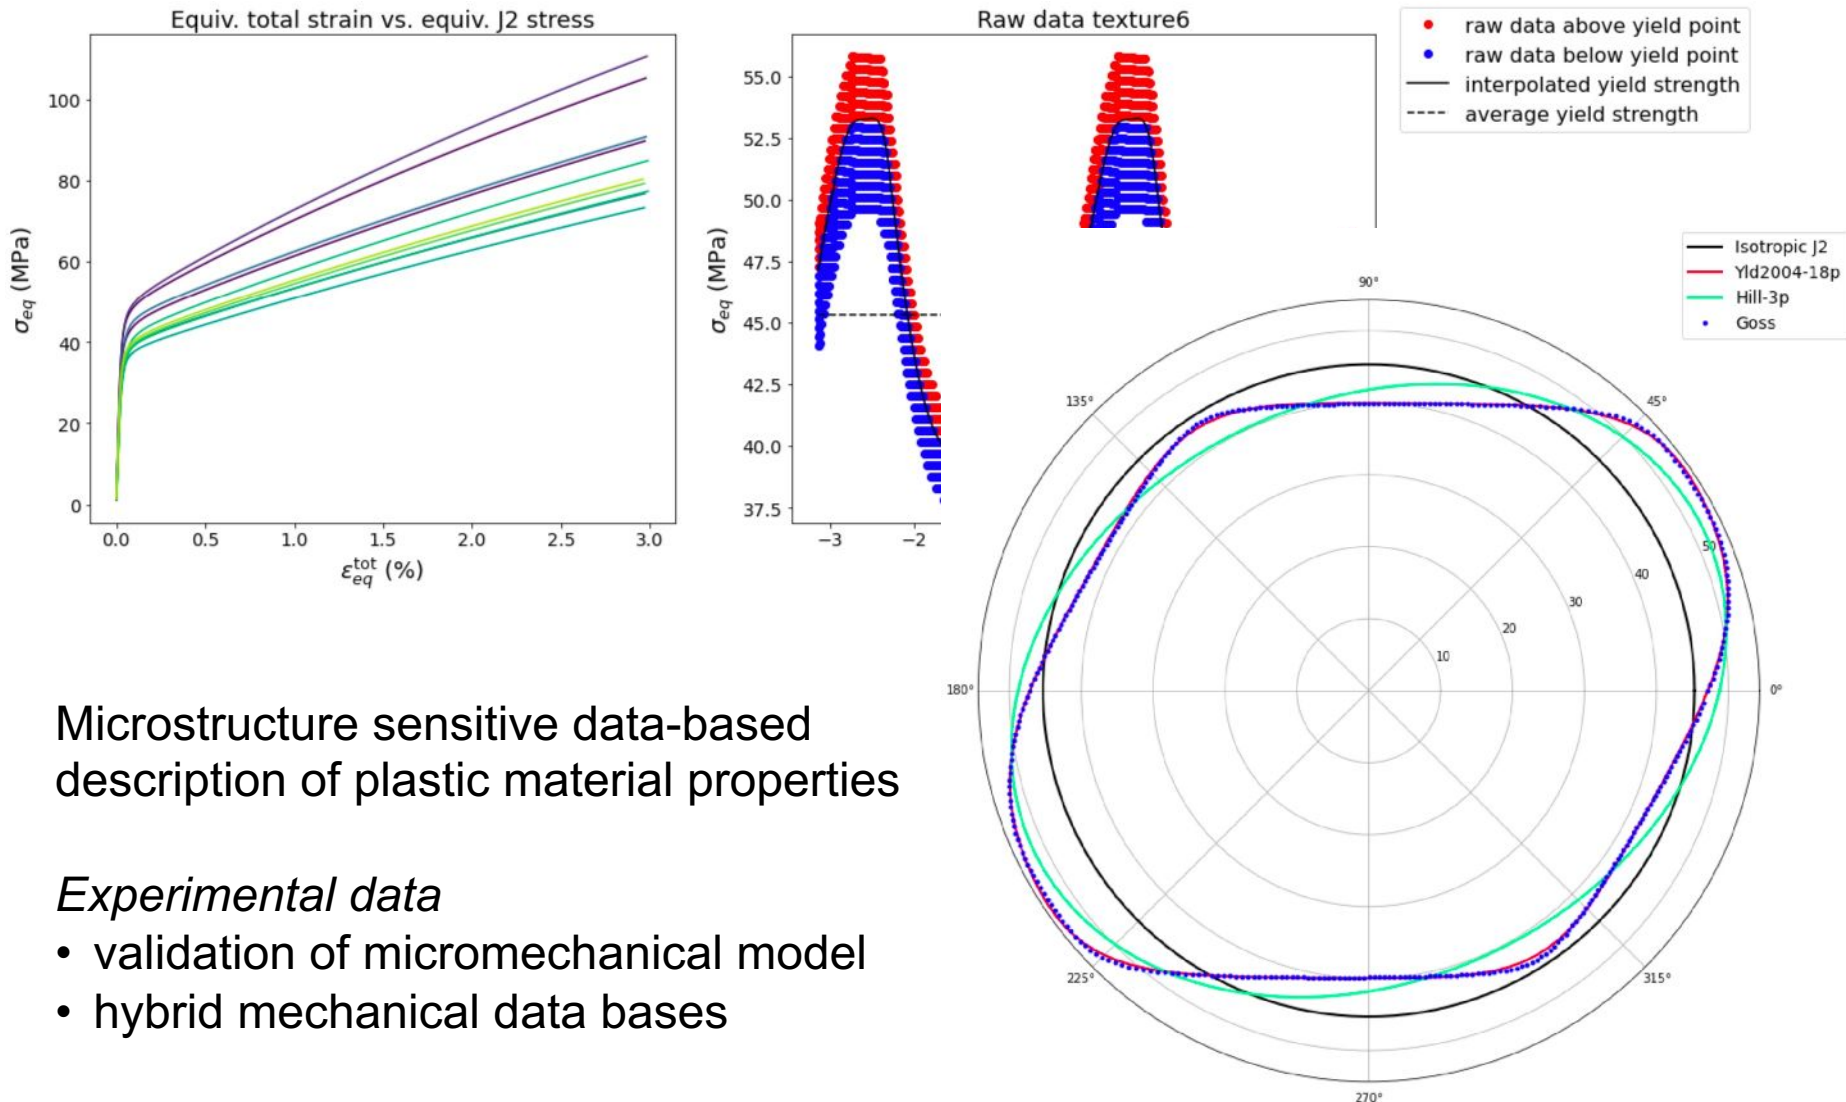 Equiv. total strain vs. equiv. J2 stress
100
80
60
40
20
0
σeq (MPa)
0.0 0.5 1.0 1.5 2.0 2.5 3.0
ε^tot_eq (%)
Raw data texture6
55.0
52.5
50.0
47.5
45.0
42.5
40.0
37.5
σeq (MPa)
−3 −2
raw data above yield point
raw data below yield point
interpolated yield strength
average yield strength
Isotropic J2
Yld2004-18p
Hill-3p
Goss
90°
135° 45°
50
40
30
20
10
180° 0°
225° 315°
270°
Microstructure sensitive data-based
description of plastic material properties
Experimental data
• validation of micromechanical model
• hybrid mechanical data bases